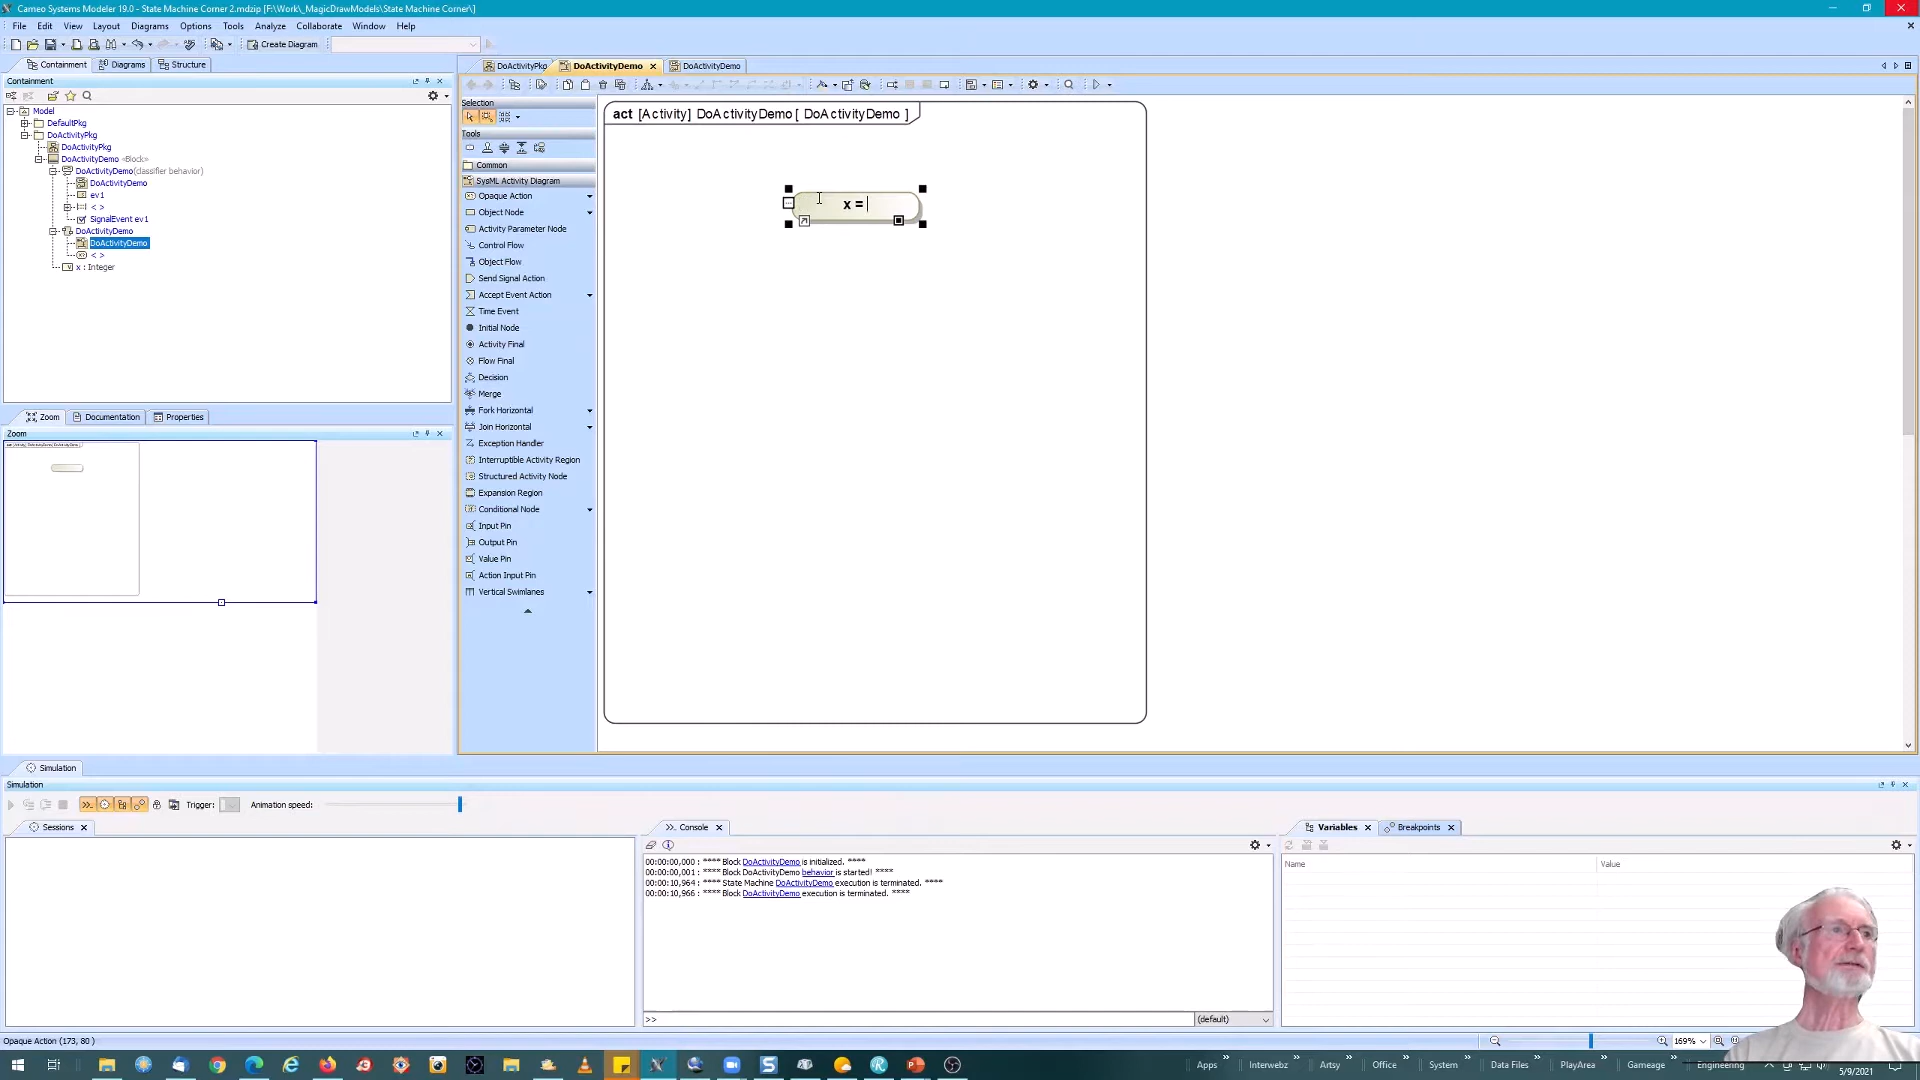 Cameo Systems Modeler 19.0 - State Machine Corner 2.mdzip [F:\Work\_MagicDrawModels\State Machine Corner\]
File Edit View Layout Diagrams Options Tools Analyze Collaborate Window Help
Create Diagram
Containment Diagrams Structure
Containment
Model
DefaultPkg
DoActivityPkg
DoActivityPkg
DoActivityDemo «Block»
DoActivityDemo(classifier behavior)
DoActivityDemo
ev1
< >
SignalEvent ev1
DoActivityDemo
DoActivityDemo
< >
x : Integer
Zoom Documentation Properties
Zoom
DoActivityPkg DoActivityDemo DoActivityDemo
Selection
Tools
Common
SysML Activity Diagram
Opaque Action
Object Node
Activity Parameter Node
Control Flow
Object Flow
Send Signal Action
Accept Event Action
Time Event
Initial Node
Activity Final
Flow Final
Decision
Merge
Fork Horizontal
Join Horizontal
Exception Handler
Interruptible Activity Region
Structured Activity Node
Expansion Region
Conditional Node
Input Pin
Output Pin
Value Pin
Action Input Pin
Vertical Swimlanes
act [Activity] DoActivityDemo [ DoActivityDemo ]
x =
Simulation
Simulation
Trigger: Animation speed:
Sessions
Console
00:00:00,000 : **** Block DoActivityDemo is initialized. ****
00:00:00,001 : **** Block DoActivityDemo behavior is started! ****
00:00:10,964 : **** State Machine DoActivityDemo execution is terminated. ****
00:00:10,966 : **** Block DoActivityDemo execution is terminated. ****
>> (default)
Variables Breakpoints
Name Value
Opaque Action (173, 80 )
169%
Apps Interwebz Artsy Office System Data Files PlayArea Gameage Engineering
5/9/2021